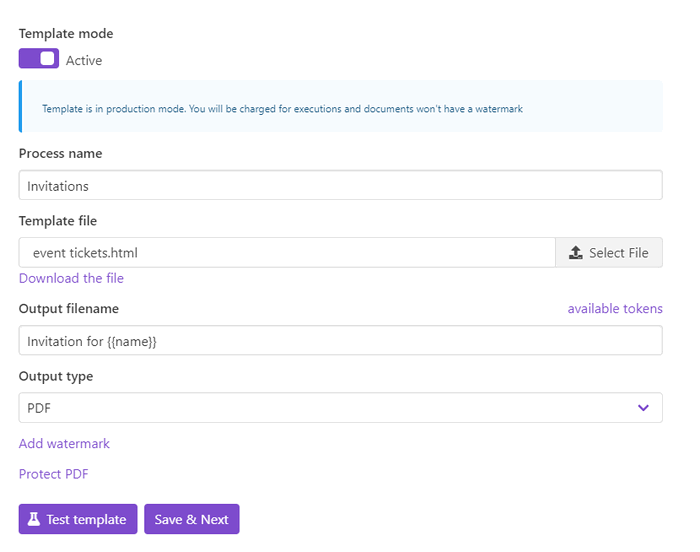 Template mode
Active
Template is in production mode. You will be charged for executions and documents won't have a watermark
Process name
Invitations
Template file
event tickets.html
Select File
Download the file
Output filename
available tokens
Invitation for {{name}}
Output type
PDF
Add watermark
Protect PDF
Test template
Save & Next